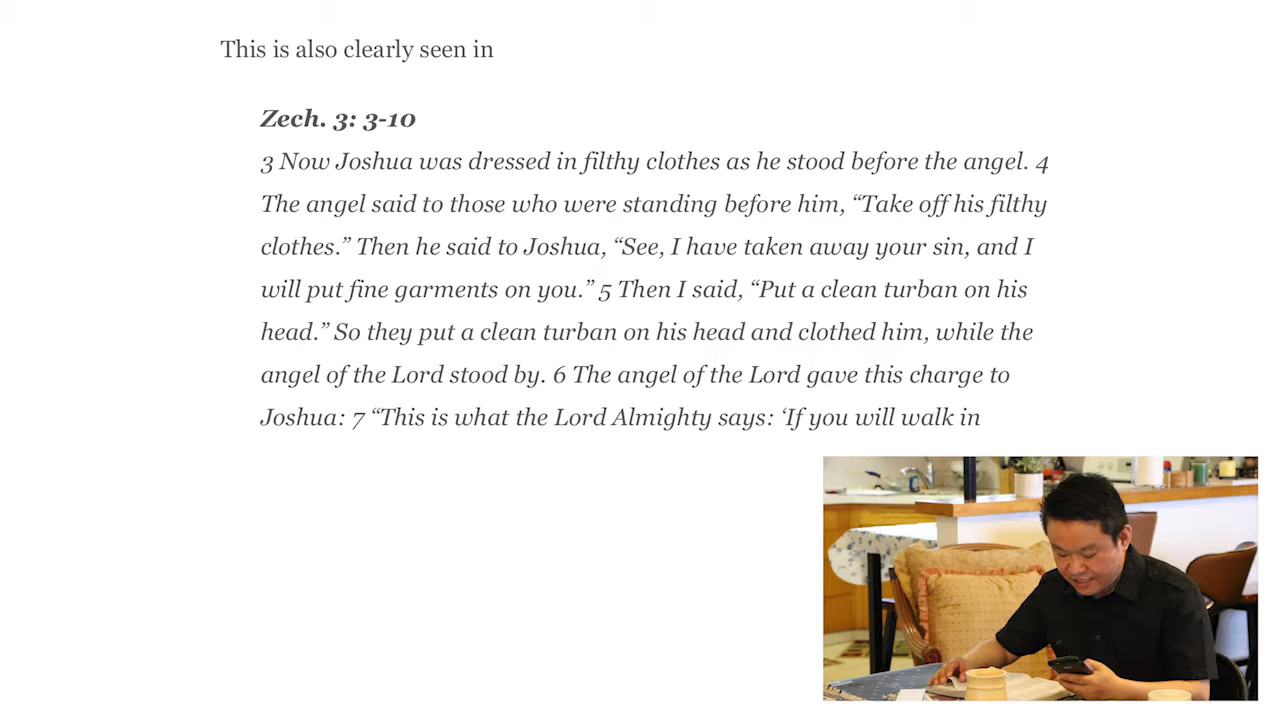 This is also clearly seen in
Zech. 3: 3-10
3 Now Joshua was dressed in filthy clothes as he stood before the angel. 4
The angel said to those who were standing before him, “Take off his filthy
clothes.” Then he said to Joshua, “See, I have taken away your sin, and I
will put fine garments on you.” 5 Then I said, “Put a clean turban on his
head.” So they put a clean turban on his head and clothed him, while the
angel of the Lord stood by. 6 The angel of the Lord gave this charge to
Joshua: 7 “This is what the Lord Almighty says: ‘If you will walk in